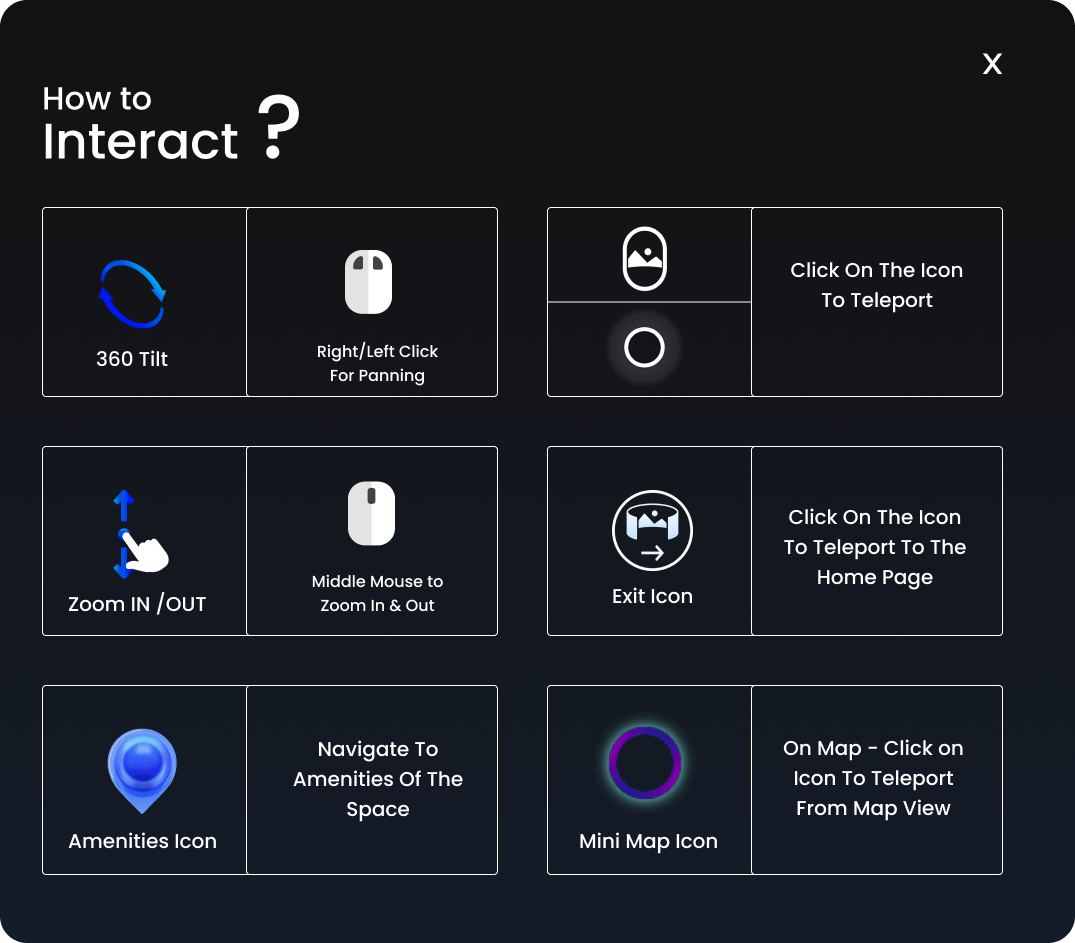 X
How to
Interact ?
360 Tilt
Right/Left Click
For Panning
Click On The Icon
To Teleport
Zoom IN /OUT
Middle Mouse to
Zoom In & Out
Exit Icon
Click On The Icon
To Teleport To The
Home Page
Amenities Icon
Navigate To
Amenities Of The
Space
Mini Map Icon
On Map - Click on
Icon To Teleport
From Map View